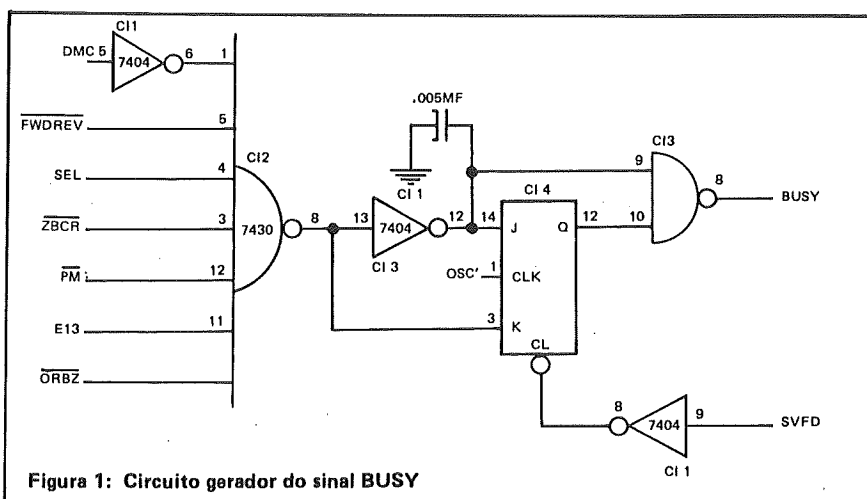 CI1
DMC 5 7404 6 1
.005MF
FWDREV 5
CI2
CI3
SEL 4
9
8 BUSY
CI 1
CI 4
ZBCR 3
7430 8 13 7404 12 14 J Q 12 10
CI 3
OSC' 1 CLK
PM 12
3 K
E13 11
CL
ORBZ
8 7404 9 SVFD
CI 1
Figura 1: Circuito gerador do sinal BUSY